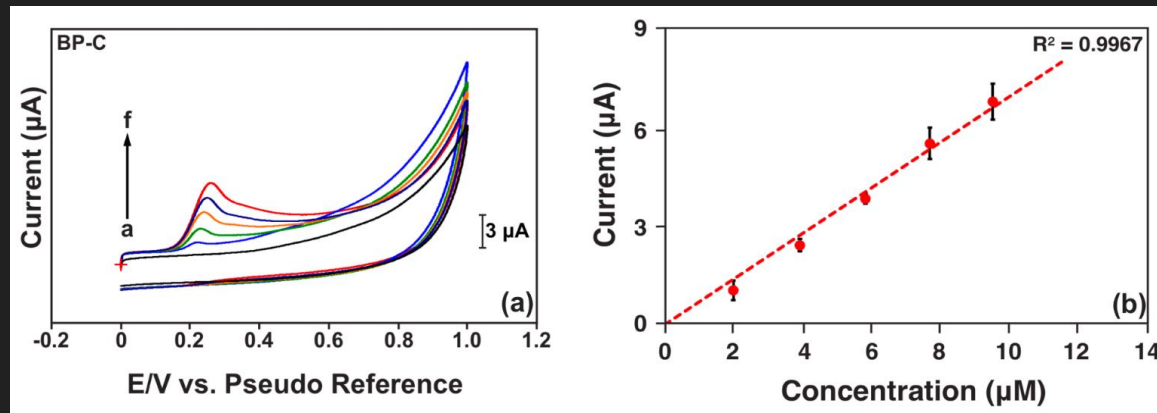 BP-C
f
a
3 µA
(a)
Current (µA)
-0.2 0 0.2 0.4 0.6 0.8 1.0 1.2
E/V vs. Pseudo Reference
R² = 0.9967
9
6
3
0
(b)
Current (µA)
0 2 4 6 8 10 12 14
Concentration (µM)